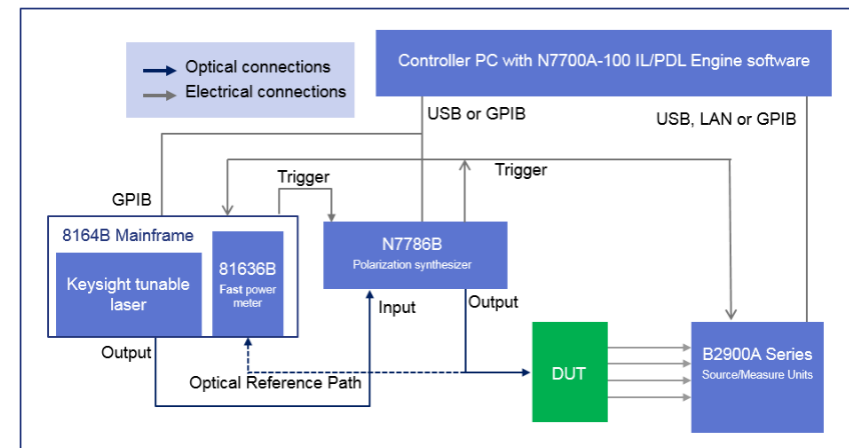 Optical connections
Electrical connections
Controller PC with N7700A-100 IL/PDL Engine software
USB or GPIB
USB, LAN or GPIB
Trigger
Trigger
GPIB
8164B Mainframe
Keysight tunable
laser
81636B
Fast power
meter
N7786B
Polarization synthesizer
Input
Output
Output
Optical Reference Path
DUT
B2900A Series
Source/Measure Units